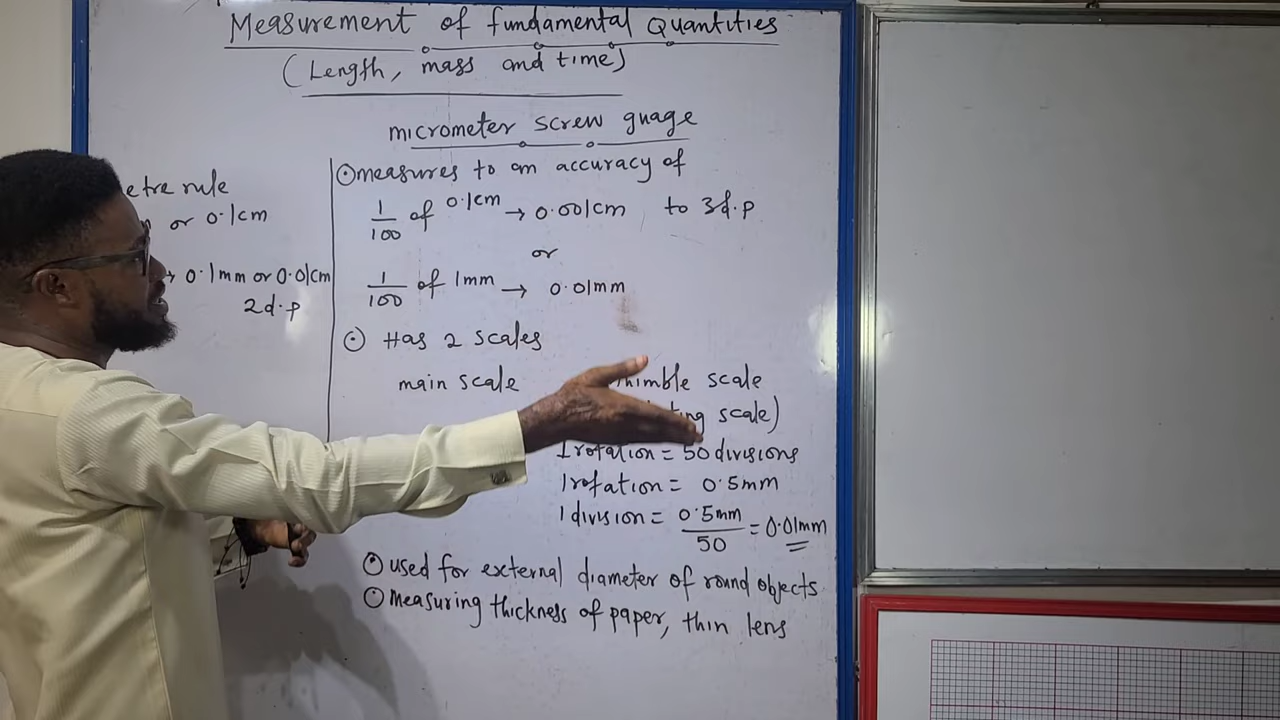 Measurement of fundamental Quantities
(Length, mass and time)
rule
or 0.1cm
0.1mm or 0.01cm
2d.p
micrometer screw guage
measures to an accuracy of
1/100 of 0.1cm → 0.001cm to 3d.p
or
1/100 of 1mm → 0.01mm
Has 2 scales
main scale
scale
scale)
1 rotation = 50 divisions
1 rotation = 0.5mm
1 division = 0.5mm/50 = 0.01mm
used for external diameter of round objects
measuring thickness of paper, thin lens